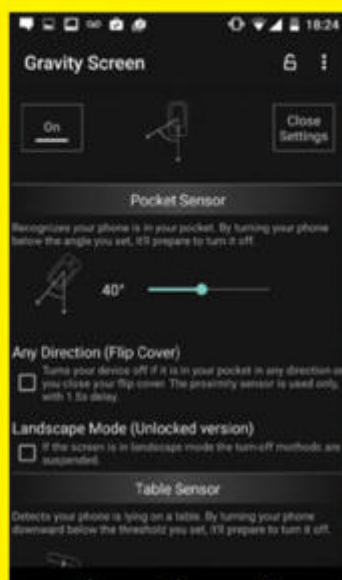 18:24
Gravity Screen
On
Close
Settings
Pocket Sensor
Recognizes your phone is in your pocket. By turning your phone
below the angle you set, it'll prepare to turn it off.
40°
Any Direction (Flip Cover)
Turns your device off if it is in your pocket in any direction or
you close your flip cover. The proximity sensor is used only,
with 1.5s delay.
Landscape Mode (Unlocked version)
If the screen is in landscape mode the turn-off methods are
suspended.
Table Sensor
Detects your phone is lying on a table. By turning your phone
downward below the threshold you set, it'll prepare to turn it off.